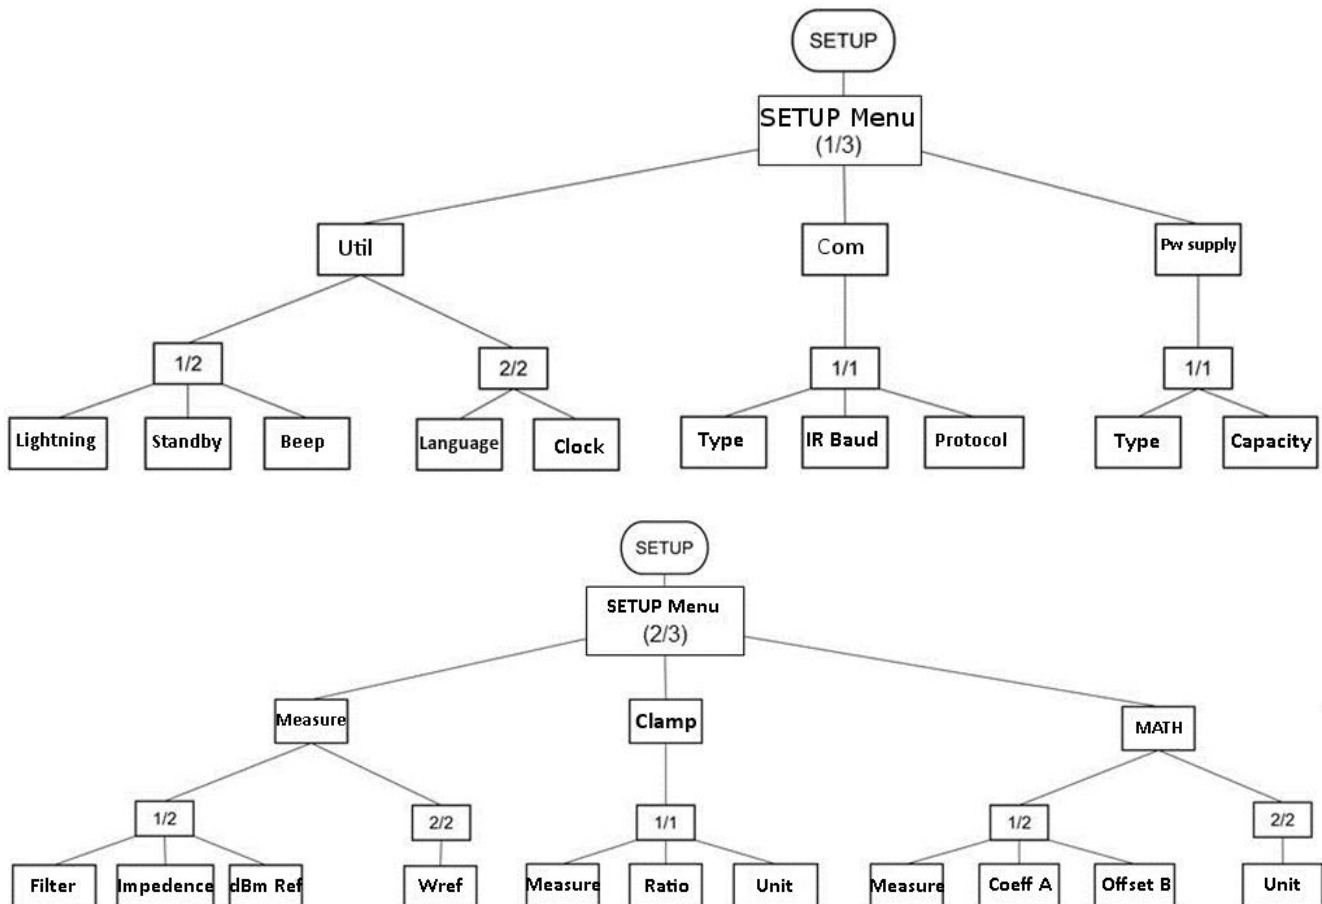 SETUP
SETUP Menu
(1/3)
Util
Com
Pw supply
1/2
2/2
1/1
1/1
Lightning
Standby
Beep
Language
Clock
Type
IR Baud
Protocol
Type
Capacity
SETUP
SETUP Menu
(2/3)
Measure
Clamp
MATH
1/2
2/2
1/1
1/2
2/2
Filter
Impedence
dBm Ref
Wref
Measure
Ratio
Unit
Measure
Coeff A
Offset B
Unit